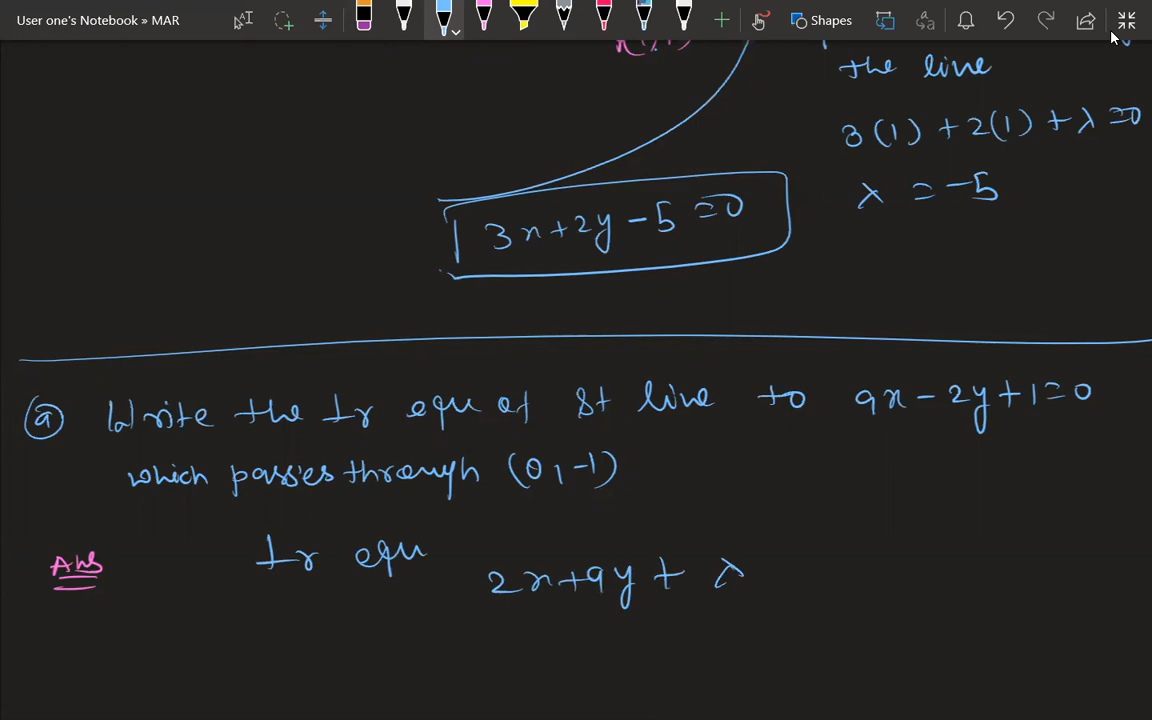 User one's Notebook » MAR
Shapes
the line
3(1) + 2(1) + λ = 0
λ = -5
3x+2y-5=0
ⓐ Write the ⊥r equ of st line to 9x-2y+1=0
which passes through (0,-1)
Ans
⊥r equ
2x+9y+ λ